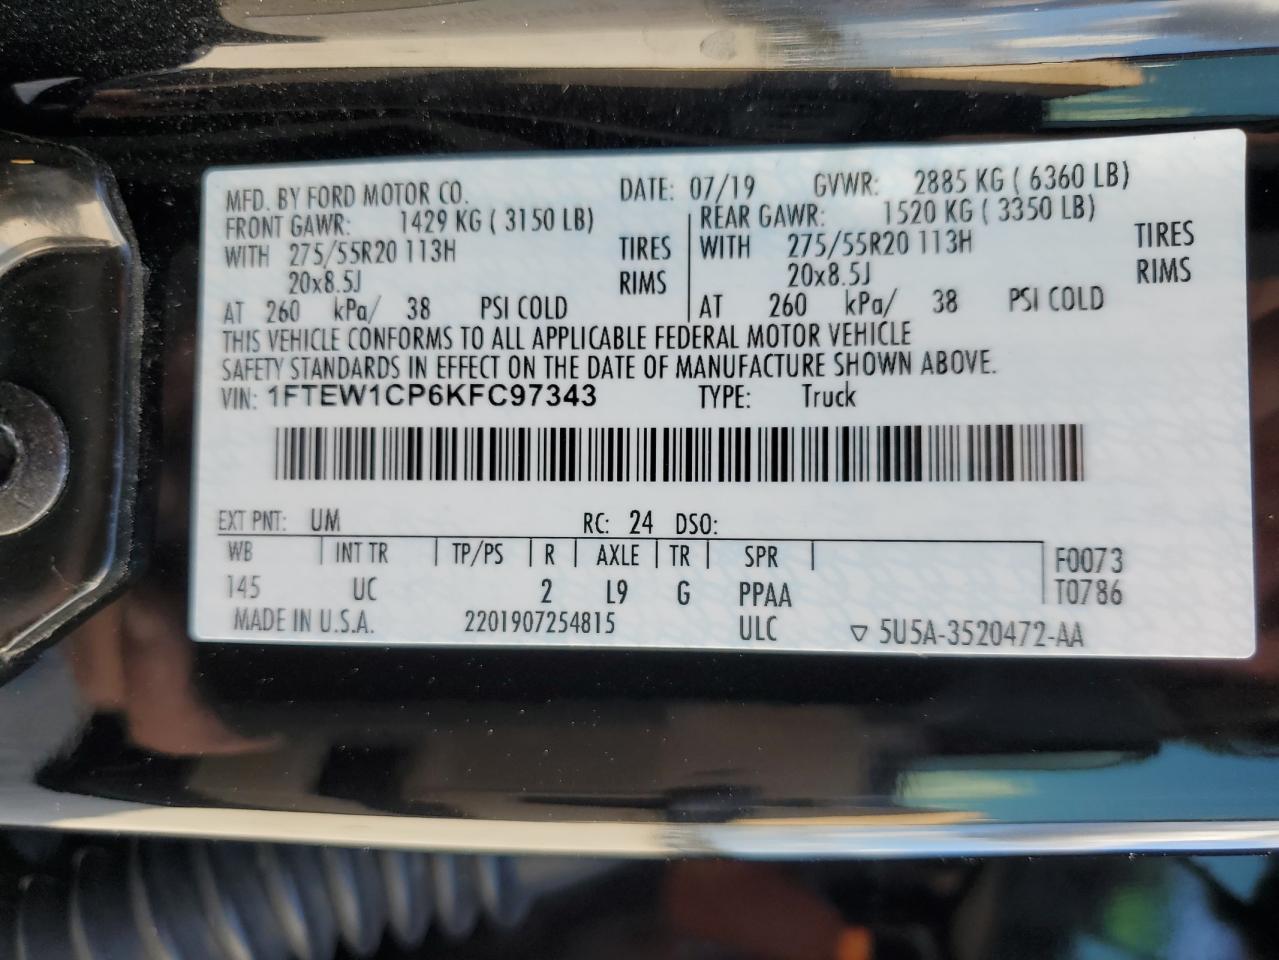 MFD. BY FORD MOTOR CO. DATE: 07/19 GVWR: 2885 KG ( 6360 LB)
FRONT GAWR: 1429 KG ( 3150 LB) REAR GAWR: 1520 KG ( 3350 LB)
WITH 275/55R20 113H TIRES WITH 275/55R20 113H TIRES
20x8.5J RIMS 20x8.5J RIMS
AT 260 kPa/ 38 PSI COLD AT 260 kPa/ 38 PSI COLD
THIS VEHICLE CONFORMS TO ALL APPLICABLE FEDERAL MOTOR VEHICLE
SAFETY STANDARDS IN EFFECT ON THE DATE OF MANUFACTURE SHOWN ABOVE.
VIN: 1FTEW1CP6KFC97343 TYPE: Truck
EXT PNT: UM RC: 24 DSO:
WB INT TR TP/PS R AXLE TR SPR F0073
145 UC 2 L9 G PPAA T0786
MADE IN U.S.A. 2201907254815 ULC ▽ 5U5A-3520472-AA